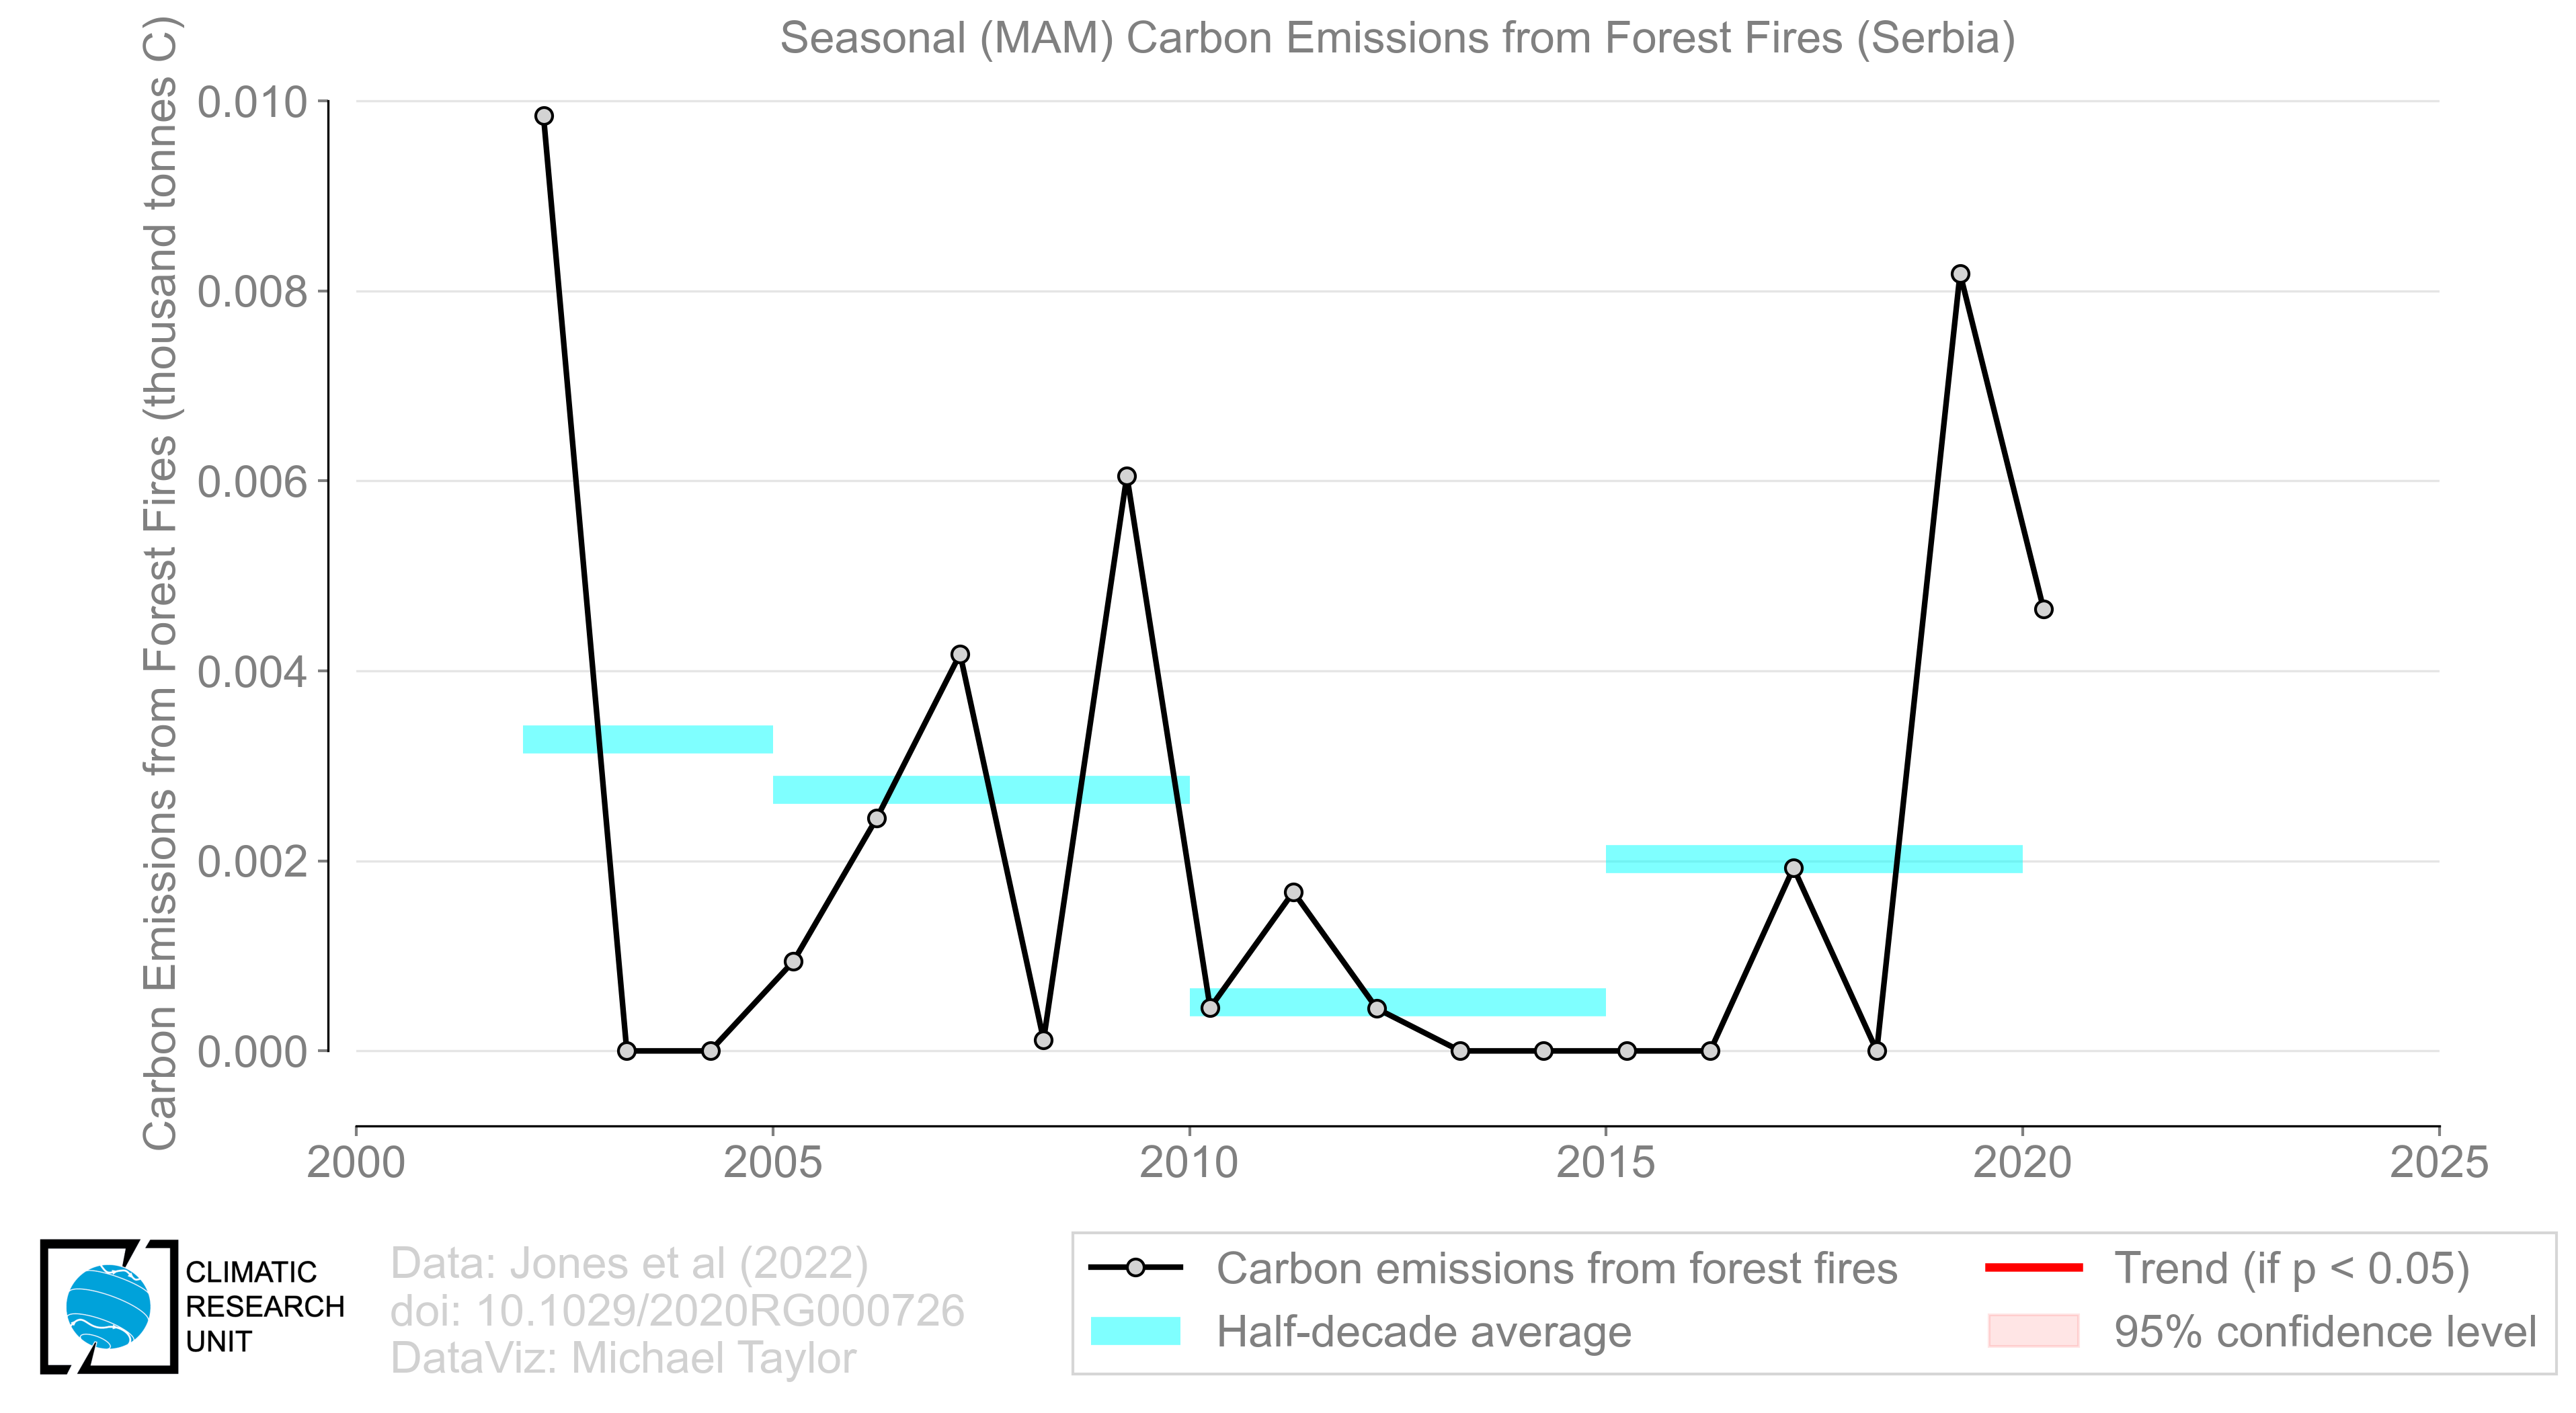 Seasonal (MAM) Carbon Emissions from Forest Fires (Serbia)
Carbon Emissions from Forest Fires (thousand tonnes C)
0.010
0.008
0.006
0.004
0.002
0.000
2000 2005 2010 2015 2020 2025
CLIMATIC
RESEARCH
UNIT
Data: Jones et al (2022)
doi: 10.1029/2020RG000726
DataViz: Michael Taylor
Carbon emissions from forest fires
Half-decade average
Trend (if p < 0.05)
95% confidence level